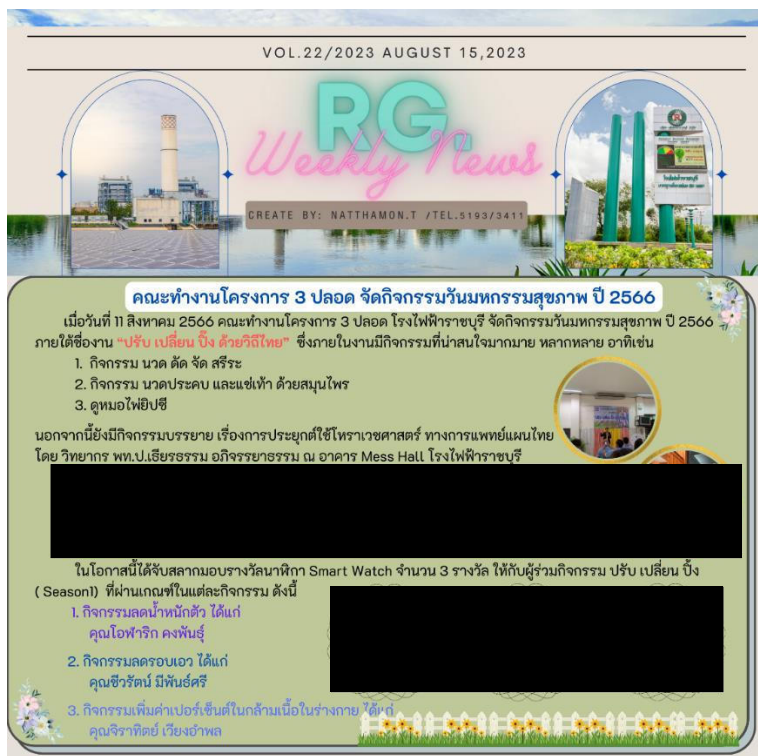 VOL.22/2023 AUGUST 15,2023
RG.
Weekly News
CREATE BY: NATTHAMON.T /TEL.5193/3411
คณะทำงานโครงการ 3 ปลอด จัดกิจกรรมวันมหกรรมสุขภาพ ปี 2566
เมื่อวันที่ 11 สิงหาคม 2566 คณะทำงานโครงการ 3 ปลอด โรงไฟฟ้าราชบุรี จัดกิจกรรมวันมหกรรมสุขภาพ ปี 2566
ภายใต้ชื่องาน “ปรับ เปลี่ยน ปิ๊ง ด้วยวิถีไทย” ซึ่งภายในงานมีกิจกรรมที่น่าสนใจมากมาย หลากหลาย อาทิเช่น
1. กิจกรรม นวด ดัด จัด สรีระ
2. กิจกรรม นวดประคบ และแช่เท้า ด้วยสมุนไพร
3. ดูหมอไพ่ยิปซี
นอกจากนี้ยังมีกิจกรรมบรรยาย เรื่องการประยุกต์ใช้โหราเวชศาสตร์ ทางการแพทย์แผนไทย
โดย วิทยากร พท.ป.เธียรธรรม อภิจรรยาธรรม ณ อาคาร Mess Hall โรงไฟฟ้าราชบุรี
ในโอกาสนี้ได้จับสลากมอบรางวัลนาฬิกา Smart Watch จำนวน 3 รางวัล ให้กับผู้ร่วมกิจกรรม ปรับ เปลี่ยน ปิ๊ง
( Season1) ที่ผ่านเกณฑ์ในแต่ละกิจกรรม ดังนี้
1. กิจกรรมลดน้ำหนักตัว ได้แก่
คุณโอฬาริก คงพันธุ์
2. กิจกรรมลดรอบเอว ได้แก่
คุณชีวรัตน์ มีพันธ์ศรี
3. กิจกรรมเพิ่มค่าเปอร์เซ็นต์ในกล้ามเนื้อในร่างกาย ได้แก่
คุณจิราทิตย์ เวียงอำพล